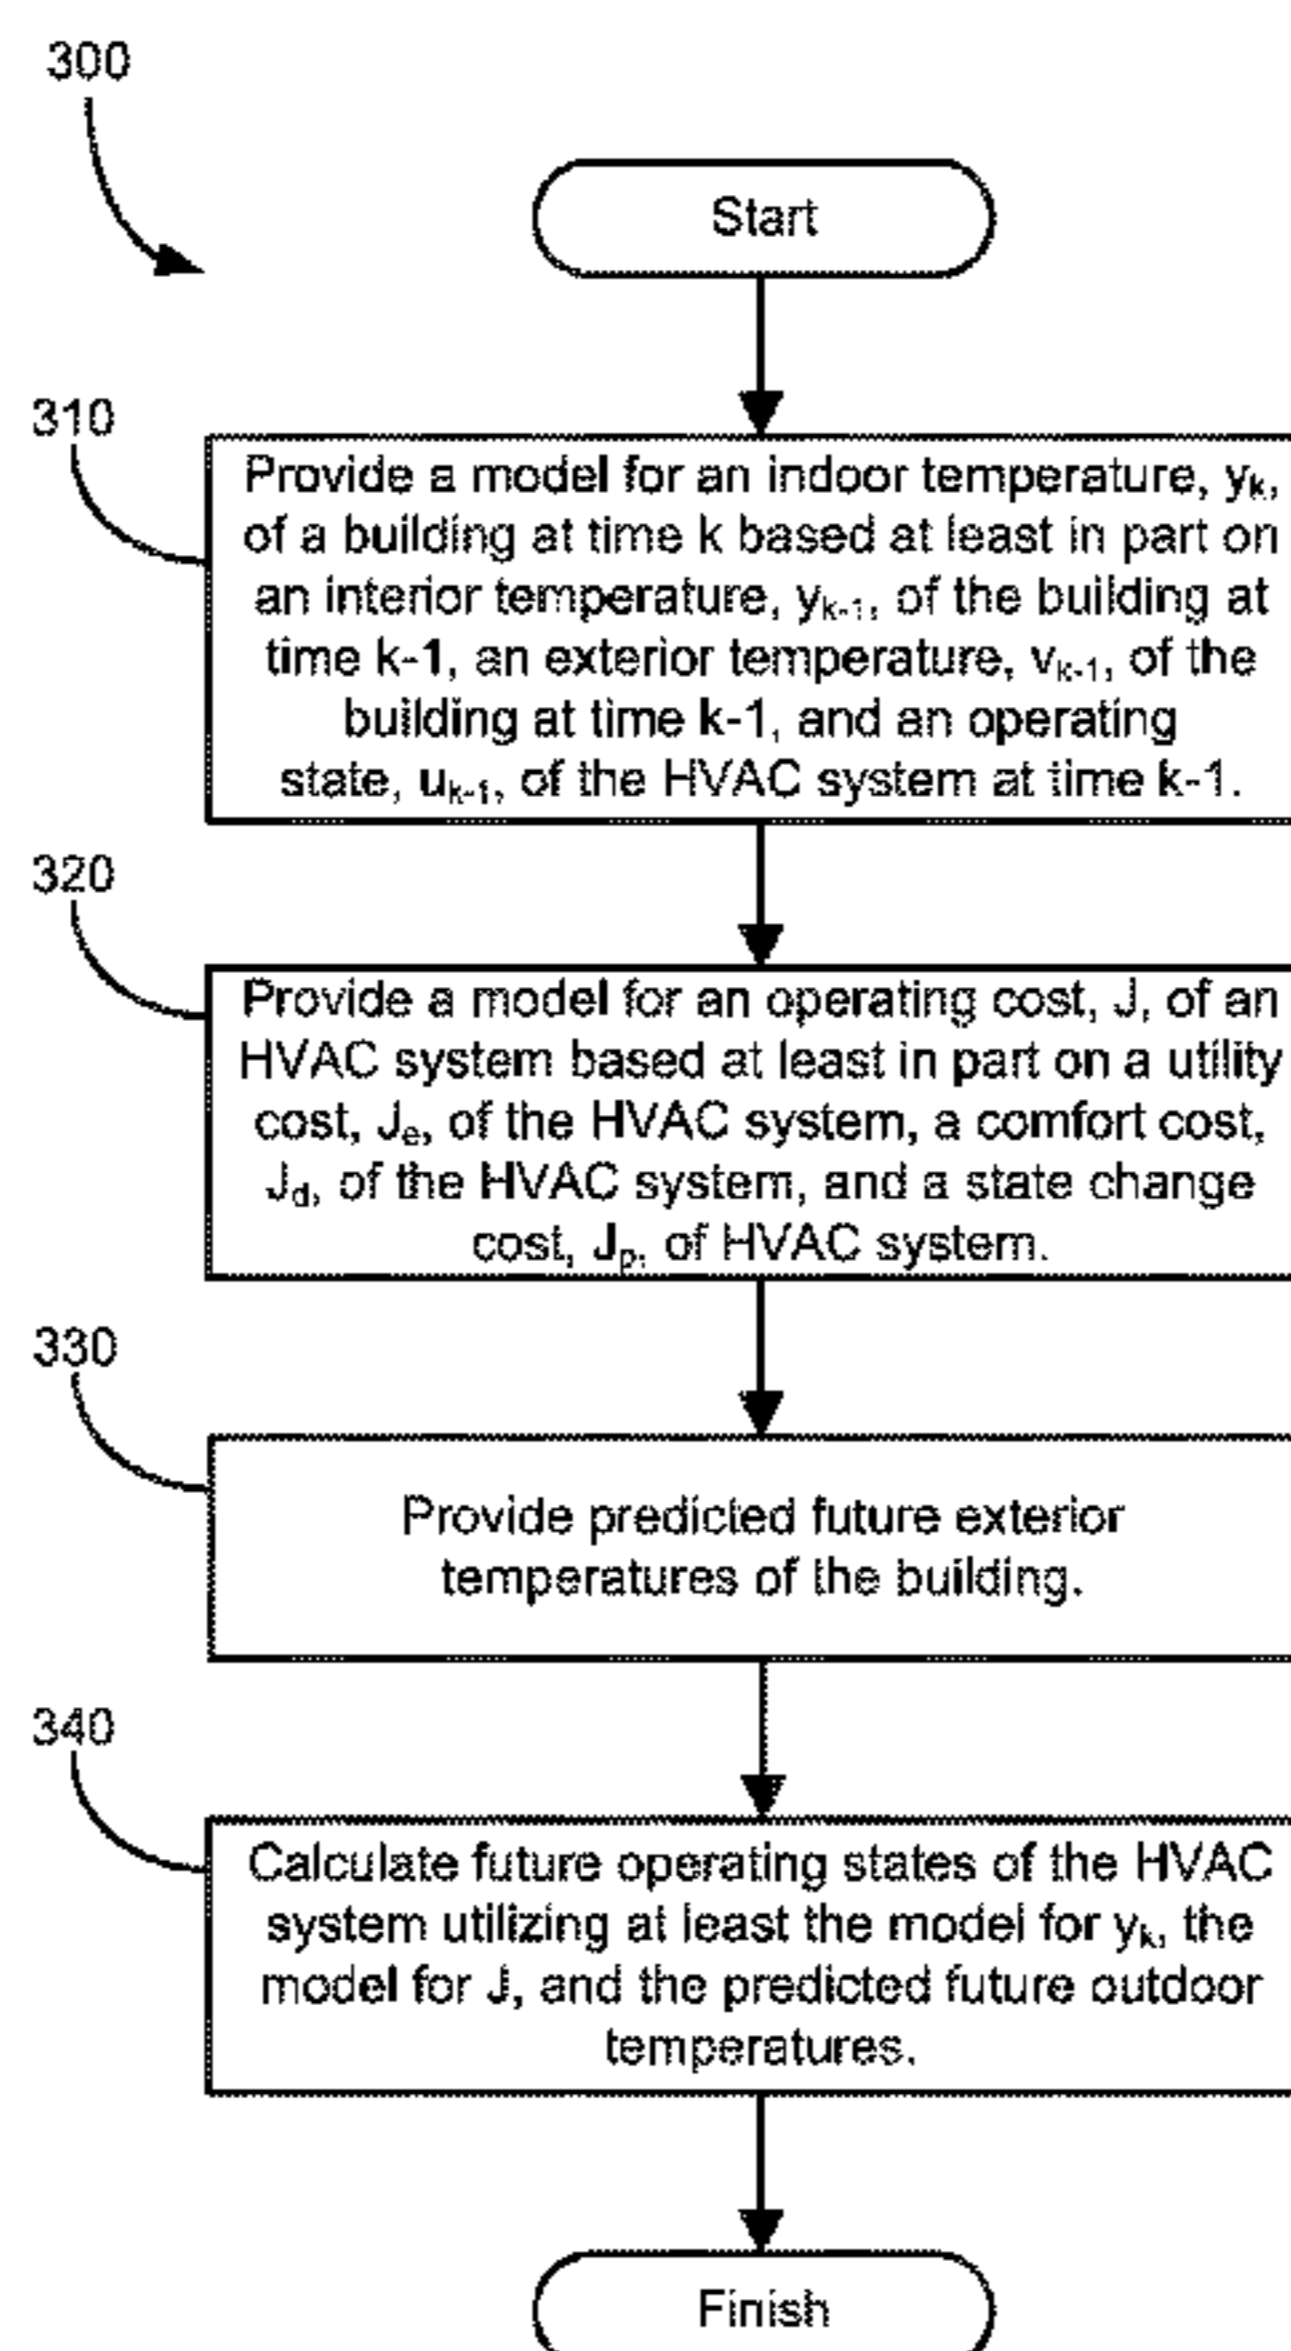 300
Start
310
Provide a model for an indoor temperature, yₖ,
of a building at time k based at least in part on
an interior temperature, yₖ₋₁, of the building at
time k-1, an exterior temperature, vₖ₋₁, of the
building at time k-1, and an operating
state, uₖ₋₁, of the HVAC system at time k-1.
320
Provide a model for an operating cost, J, of an
HVAC system based at least in part on a utility
cost, Jₑ, of the HVAC system, a comfort cost,
J_d, of the HVAC system, and a state change
cost, Jₚ, of HVAC system.
330
Provide predicted future exterior
temperatures of the building.
340
Calculate future operating states of the HVAC
system utilizing at least the model for yₖ, the
model for J, and the predicted future outdoor
temperatures.
Finish